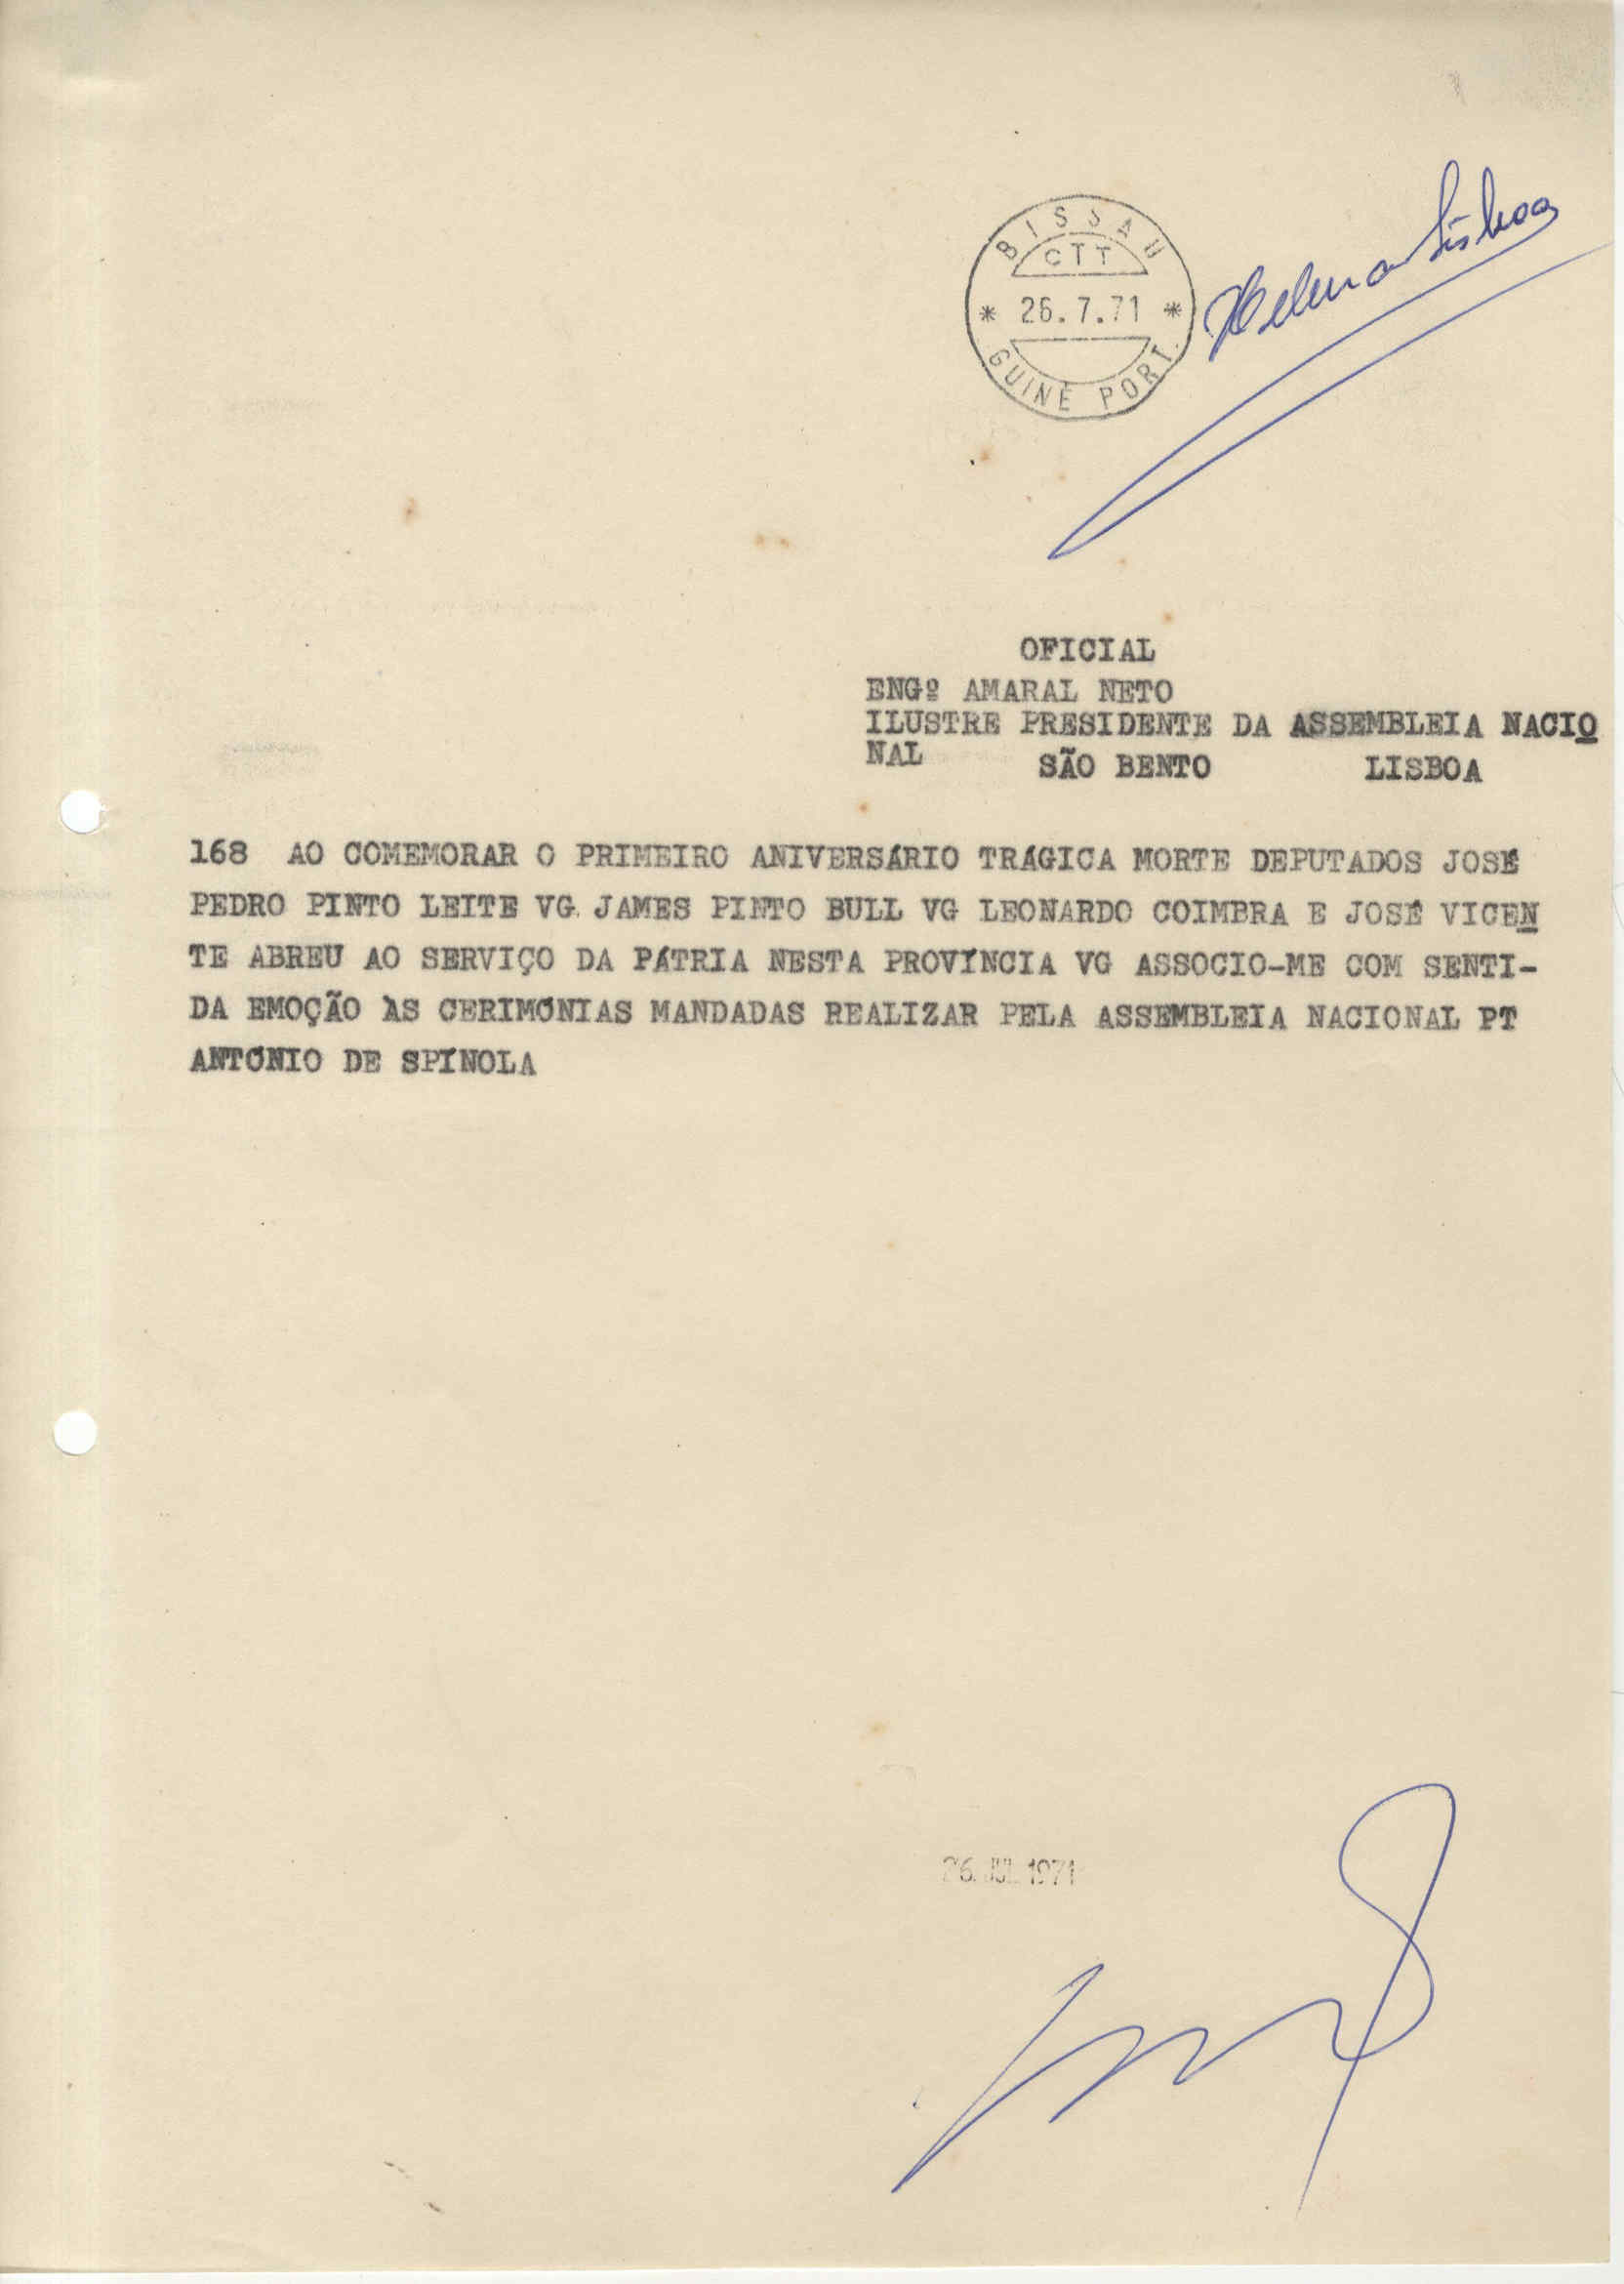 BISSAU
CTT
* 26.7.71 *
GUINÉ PORT.
Helena Lisboa
OFICIAL
ENGº AMARAL NETO
ILUSTRE PRESIDENTE DA ASSEMBLEIA NACIO
NAL SÃO BENTO LISBOA
168 AO COMEMORAR O PRIMEIRO ANIVERSÁRIO TRÁGICA MORTE DEPUTADOS JOSÉ
PEDRO PINTO LEITE VG JAMES PINTO BULL VG LEONARDO COIMBRA E JOSÉ VICEN
TE ABREU AO SERVIÇO DA PÁTRIA NESTA PROVÍNCIA VG ASSOCIO-ME COM SENTI-
DA EMOÇÃO ÀS CERIMÓNIAS MANDADAS REALIZAR PELA ASSEMBLEIA NACIONAL PT
ANTÓNIO DE SPÍNOLA
26. JUL 1971